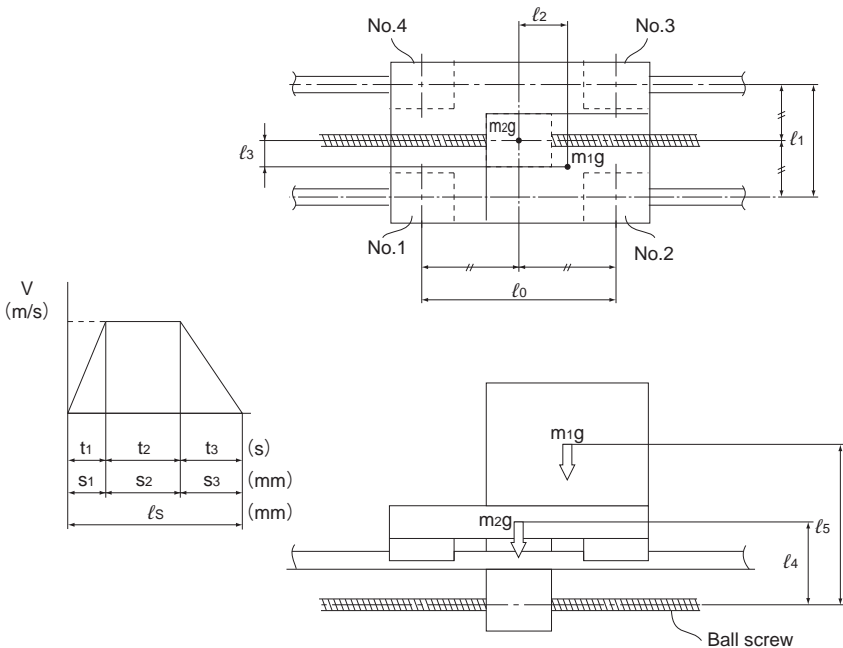 No.4
No.3
ℓ2
m2g
m1g
ℓ3
ℓ1
No.1
No.2
ℓ0
V
(m/s)
t1 t2 t3 (s)
s1 s2 s3 (mm)
ℓs (mm)
m1g
m2g
ℓ5
ℓ4
Ball screw